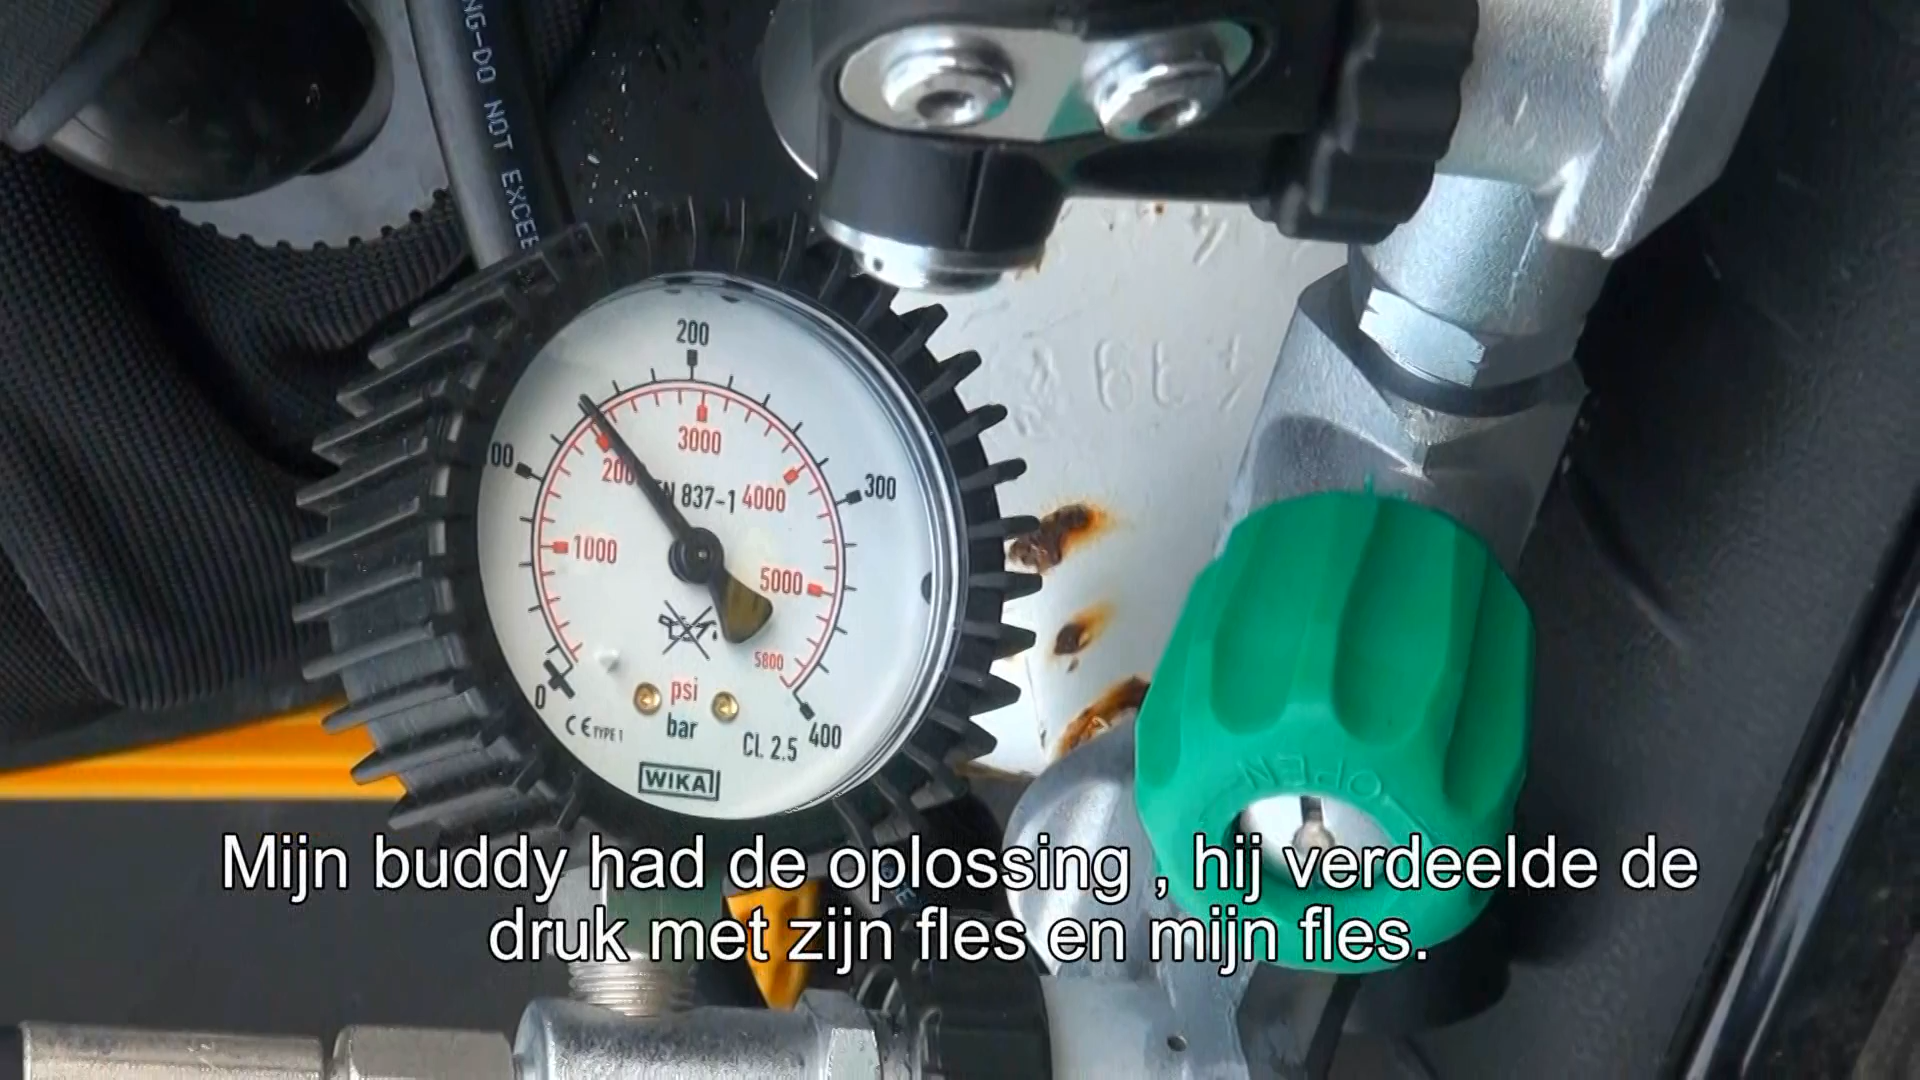 NG-DO NOT EXCEE
200
00
300
3000
200
EN 837-1
4000
1000
5000
5800
0
psi
bar
CE TYPE 1
Cl. 2.5
400
WIKA
OPEN
Mijn buddy had de oplossing , hij verdeelde de
druk met zijn fles en mijn fles.